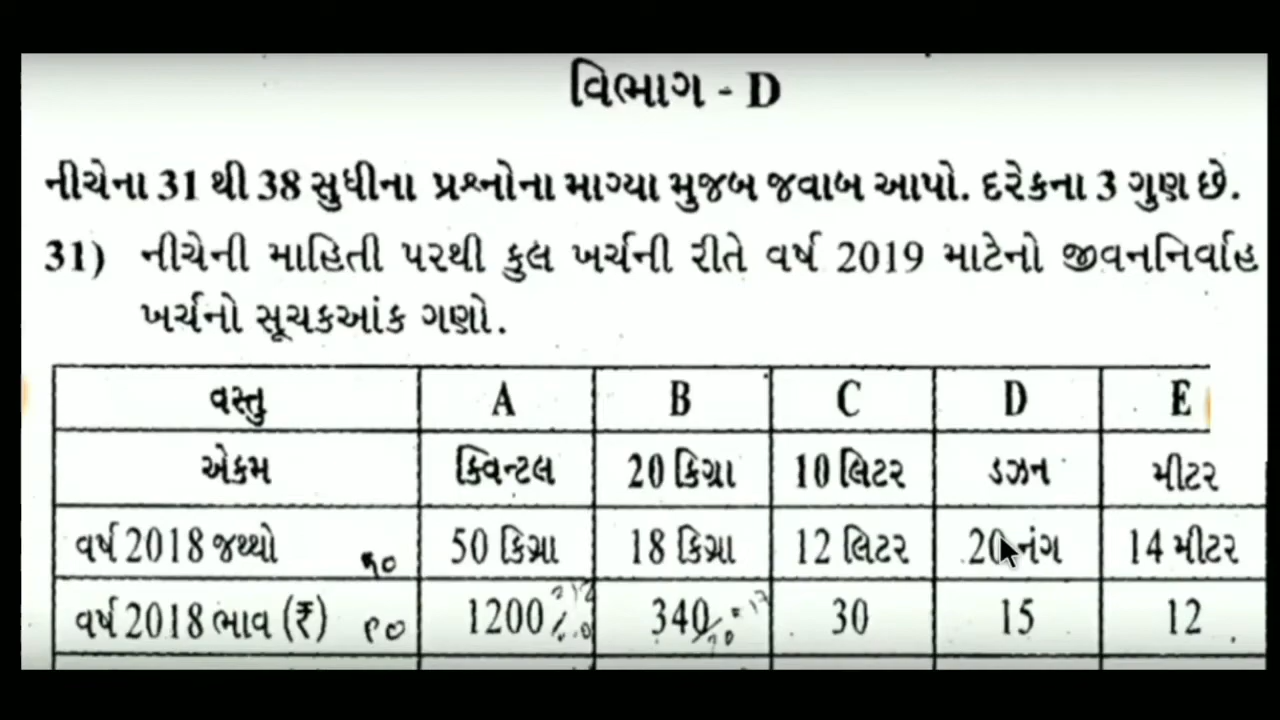 વિભાગ - D
નીચેના 31 થી 38 સુધીના પ્રશ્નોના માગ્યા મુજબ જવાબ આપો. દરેકના 3 ગુણ છે.
31) નીચેની માહિતી પરથી કુલ ખર્ચની રીતે વર્ષ 2019 માટેનો જીવનનિર્વાહ
ખર્ચનો સૂચકઆંક ગણો.
વસ્તુ A B C D E
એકમ ક્વિન્ટલ 20 કિગ્રા 10 લિટર ડઝન મીટર
વર્ષ 2018 જથ્થો 50 કિગ્રા 18 કિગ્રા 12 લિટર 20 નંગ 14 મીટર
વર્ષ 2018 ભાવ (₹) 1200 340 30 15 12